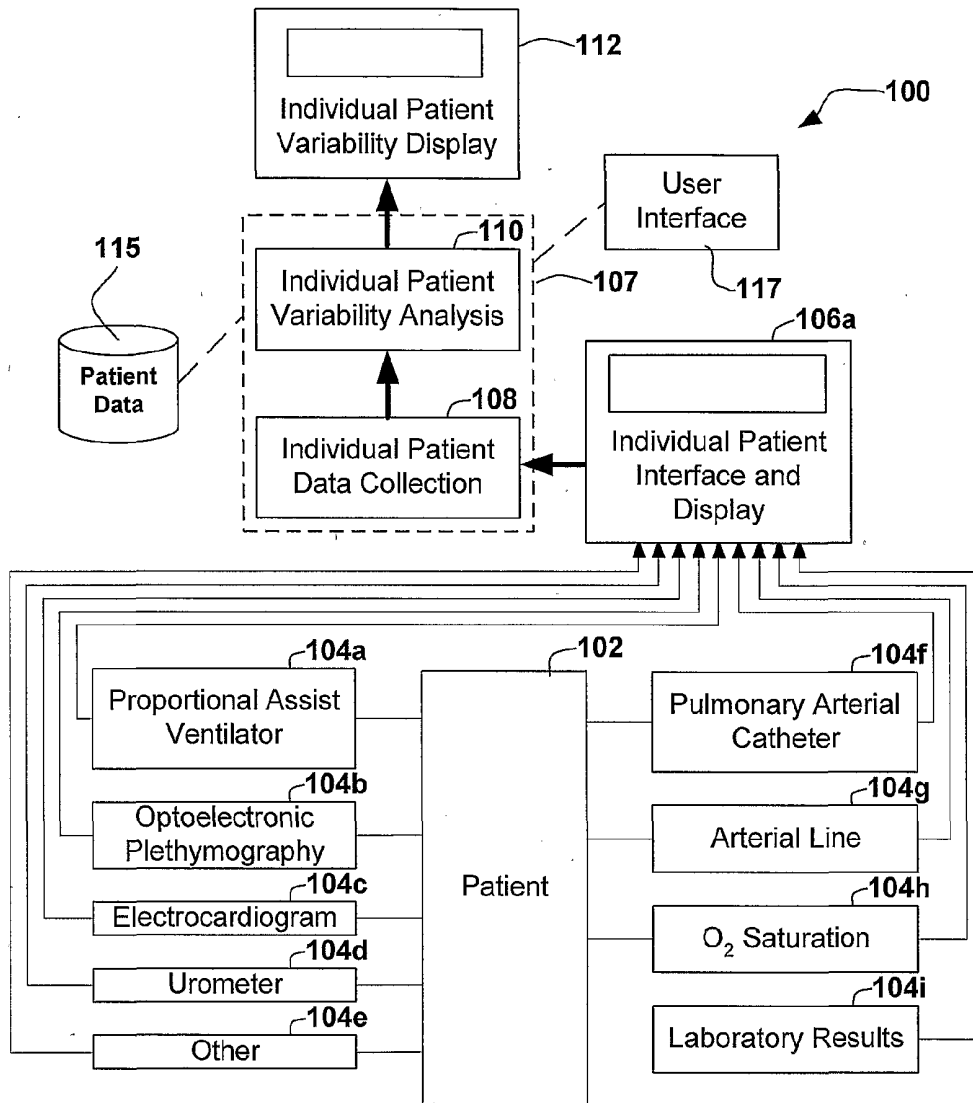 112
Individual Patient
Variability Display
100
User
Interface
117
110
107
Individual Patient
Variability Analysis
115
Patient
Data
106a
108
Individual Patient
Data Collection
Individual Patient
Interface and
Display
104a
Proportional Assist
Ventilator
104b
Optoelectronic
Plethymography
104c
Electrocardiogram
104d
Urometer
104e
Other
102
Patient
104f
Pulmonary Arterial
Catheter
104g
Arterial Line
104h
O2 Saturation
104i
Laboratory Results